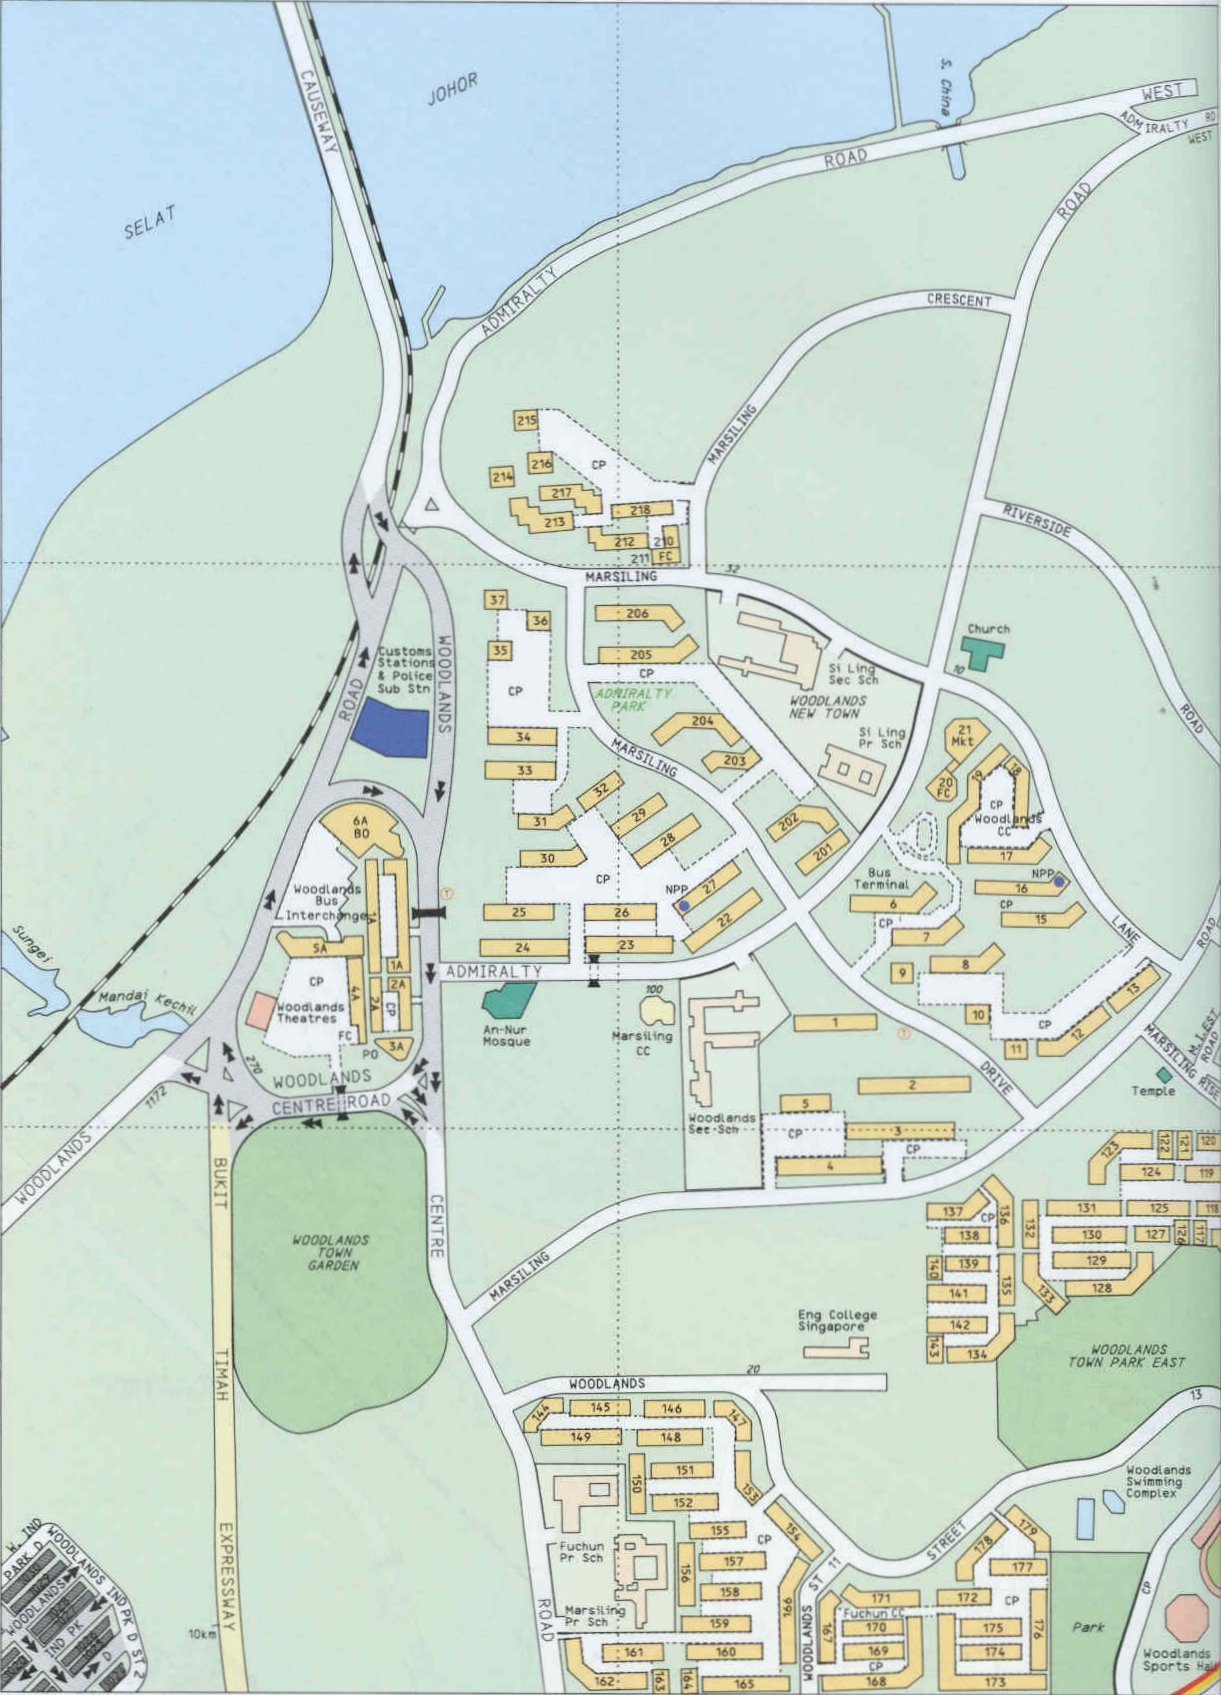 CAUSEWAY
JOHOR
SELAT
S. China
WEST
ADMIRALTY
RD
WEST
ROAD
ROAD
ADMIRALTY
CRESCENT
MARSILING
RIVERSIDE
ROAD
215
216
CP
214
217
213
218
212
210
211
FC
MARSILING
32
37
36
206
35
205
CP
CP
ADMIRALTY
PARK
Customs
Stations
& Police
Sub Stn
WOODLANDS
ROAD
Church
10
Si Ling
Sec Sch
WOODLANDS
NEW TOWN
Si Ling
Pr Sch
34
204
203
MARSILING
33
32
31
29
28
30
202
201
21
Mkt
20
FC
19
18
CP
Woodlands
CC
17
NPP
16
CP
15
LANE
ROAD
Bus
Terminal
6
CP
7
8
9
10
11
12
13
CP
6A
BO
Woodlands
Bus
Interchange
1A
5A
CP
4A
1A
2A
2A
CP
3A
Woodlands
Theatres
FC
PO
CP
NPP
27
22
25
26
24
23
ADMIRALTY
Sungei
Mandai Kechil
An-Nur
Mosque
100
Marsiling
CC
1
T
T
2
DRIVE
5
CP
3
CP
4
Woodlands
Sec Sch
MARSILING RISE
M. I. EST
ROAD
Temple
270
WOODLANDS
CENTRE ROAD
1172
WOODLANDS
BUKIT
TIMAH
EXPRESSWAY
10km
WOODLANDS
TOWN
GARDEN
CENTRE
ROAD
MARSILING
123
122
121
120
124
119
137
CP
136
132
131
125
118
138
130
127
126
117
140
139
135
129
141
133
128
142
143
134
Eng College
Singapore
WOODLANDS
TOWN PARK EAST
20
WOODLANDS
13
144
145
146
147
149
148
150
151
153
152
154
155
CP
157
156
158
166
159
161
160
162
163
164
165
Fuchun
Pr Sch
Marsiling
Pr Sch
WOODLANDS ST 11
STREET
Woodlands
Swimming
Complex
179
178
177
171
172
CP
Fuchun CC
167
170
175
176
169
174
CP
168
173
Park
CP
Woodlands
Sports Hall
W. IND
PARK D
WOODLANDS IND PK D ST 2
WOODLANDS
IND PK
D